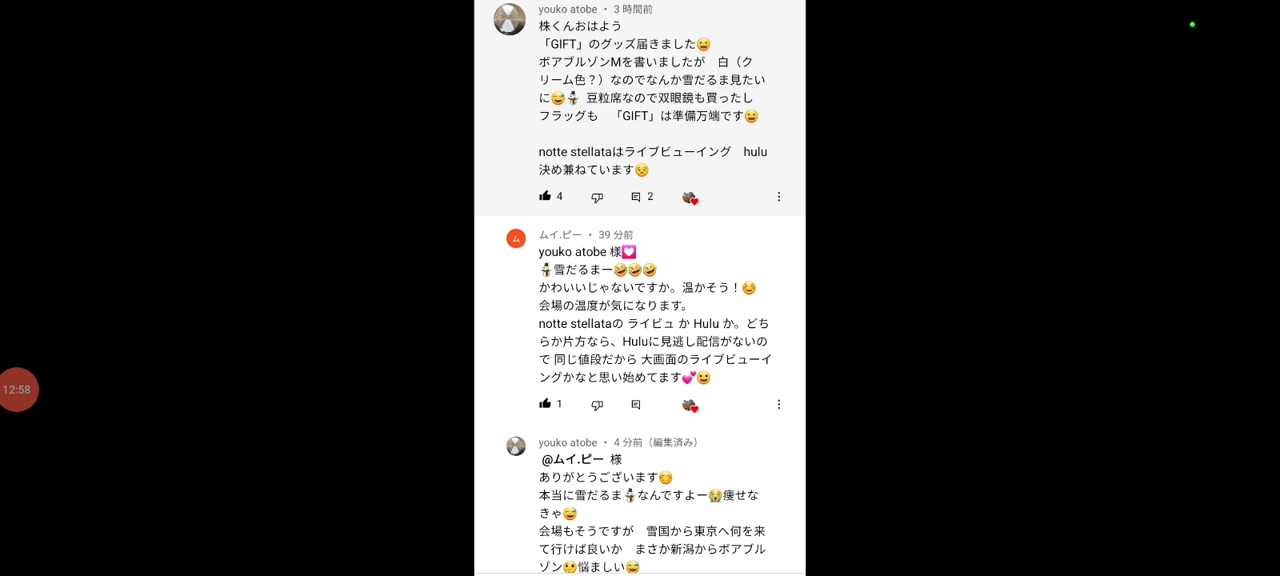 youko atobe • 3 時間前
株くんおはよう
「GIFT」のグッズ届きました😆
ボアブルゾンMを書いましたが　白（ク
リーム色？）なのでなんか雪だるま見たい
に😅⛄ 豆粒席なので双眼鏡も買ったし
フラッグも　「GIFT」は準備万端です😆
notte stellataはライブビューイング　hulu
決め兼ねています😣
4
2
ム
ムイ.ピー • 39 分前
youko atobe 様💟
⛄雪だるまー🤣🤣🤣
かわいいじゃないですか。温かそう！☺️
会場の温度が気になります。
notte stellataの ライビュ か Hulu か。どち
らか片方なら、Huluに見逃し配信がないの
で 同じ値段だから 大画面のライブビューイ
ングかなと思い始めてます💕😃
1
12:58
youko atobe • 4 分前（編集済み）
@ムイ.ピー 様
ありがとうございます😊
本当に雪だるま⛄なんですよー😭痩せな
きゃ😅
会場もそうですが　雪国から東京へ何を来
て行けば良いか　まさか新潟からボアブル
ゾン🤔悩ましい😅